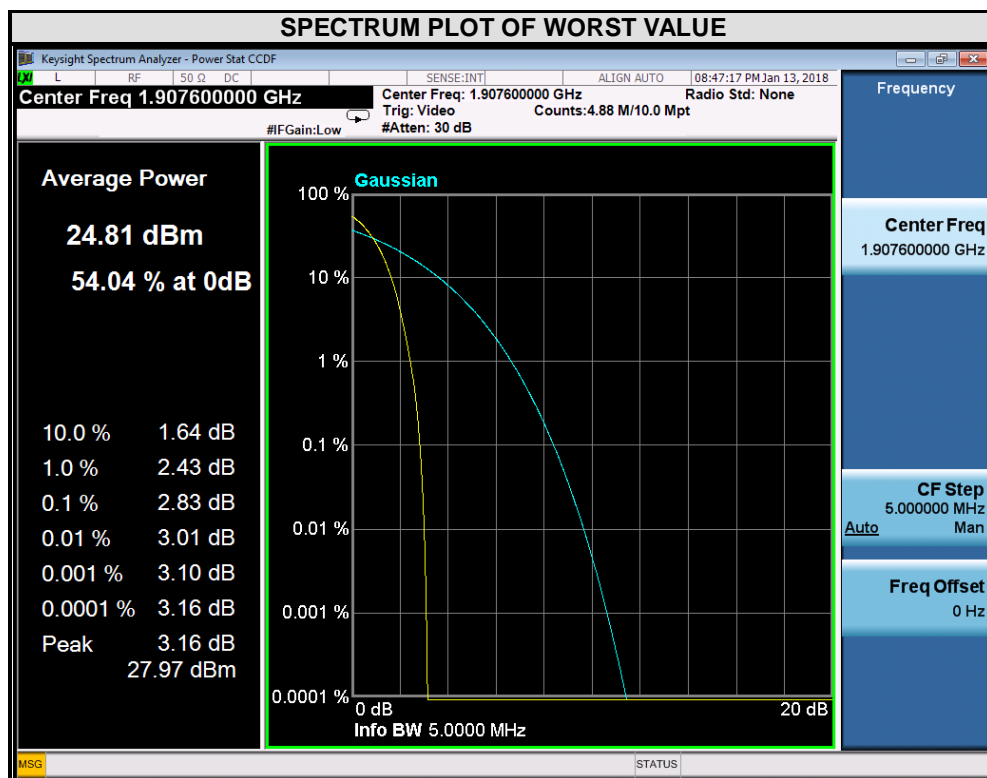 SPECTRUM PLOT OF WORST VALUE
Keysight Spectrum Analyzer - Power Stat CCDF
LXI L RF 50 Ω DC SENSE:INT ALIGN AUTO 08:47:17 PM Jan 13, 2018
Center Freq 1.907600000 GHz
Center Freq: 1.907600000 GHz Radio Std: None
Trig: Video Counts:4.88 M/10.0 Mpt
#IFGain:Low #Atten: 30 dB
Average Power
24.81 dBm
54.04 % at 0dB
10.0 % 1.64 dB
1.0 % 2.43 dB
0.1 % 2.83 dB
0.01 % 3.01 dB
0.001 % 3.10 dB
0.0001 % 3.16 dB
Peak 3.16 dB
27.97 dBm
Gaussian
100 %
10 %
1 %
0.1 %
0.01 %
0.001 %
0.0001 %
0 dB 20 dB
Info BW 5.0000 MHz
Frequency
Center Freq
1.907600000 GHz
CF Step
5.000000 MHz
Auto Man
Freq Offset
0 Hz
MSG STATUS